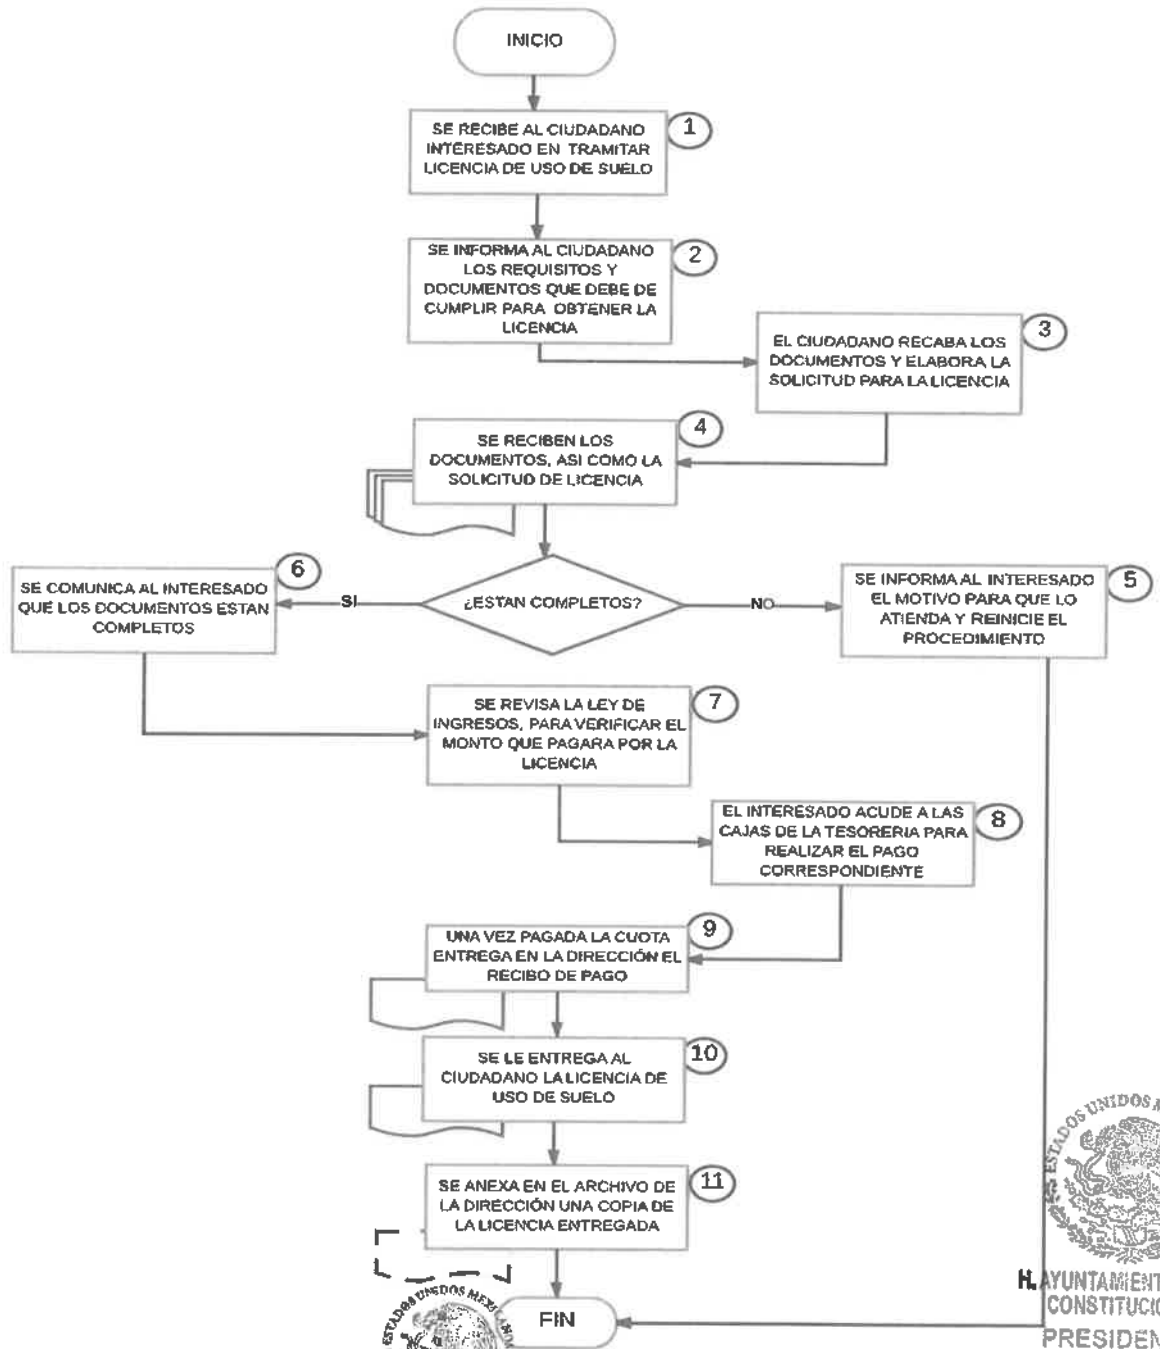 INICIO
1
SE RECIBE AL CIUDADANO
INTERESADO EN TRAMITAR
LICENCIA DE USO DE SUELO
2
SE INFORMA AL CIUDADANO
LOS REQUISITOS Y
DOCUMENTOS QUE DEBE DE
CUMPLIR PARA OBTENER LA
LICENCIA
3
EL CIUDADANO RECABA LOS
DOCUMENTOS Y ELABORA LA
SOLICITUD PARA LA LICENCIA
4
SE RECIBEN LOS
DOCUMENTOS, ASI COMO LA
SOLICITUD DE LICENCIA
¿ESTAN COMPLETOS?
SI
NO
5
SE INFORMA AL INTERESADO
EL MOTIVO PARA QUE LO
ATIENDA Y REINICIE EL
PROCEDIMIENTO
6
SE COMUNICA AL INTERESADO
QUE LOS DOCUMENTOS ESTAN
COMPLETOS
7
SE REVISA LA LEY DE
INGRESOS, PARA VERIFICAR EL
MONTO QUE PAGARA POR LA
LICENCIA
8
EL INTERESADO ACUDE A LAS
CAJAS DE LA TESORERIA PARA
REALIZAR EL PAGO
CORRESPONDIENTE
9
UNA VEZ PAGADA LA CUOTA
ENTREGA EN LA DIRECCIÓN EL
RECIBO DE PAGO
10
SE LE ENTREGA AL
CIUDADANO LA LICENCIA DE
USO DE SUELO
11
SE ANEXA EN EL ARCHIVO DE
LA DIRECCIÓN UNA COPIA DE
LA LICENCIA ENTREGADA
FIN
ESTADOS UNIDOS MEXICANOS
ESTADOS UNIDOS M
H. AYUNTAMIENT
CONSTITUCIO
PRESIDEN